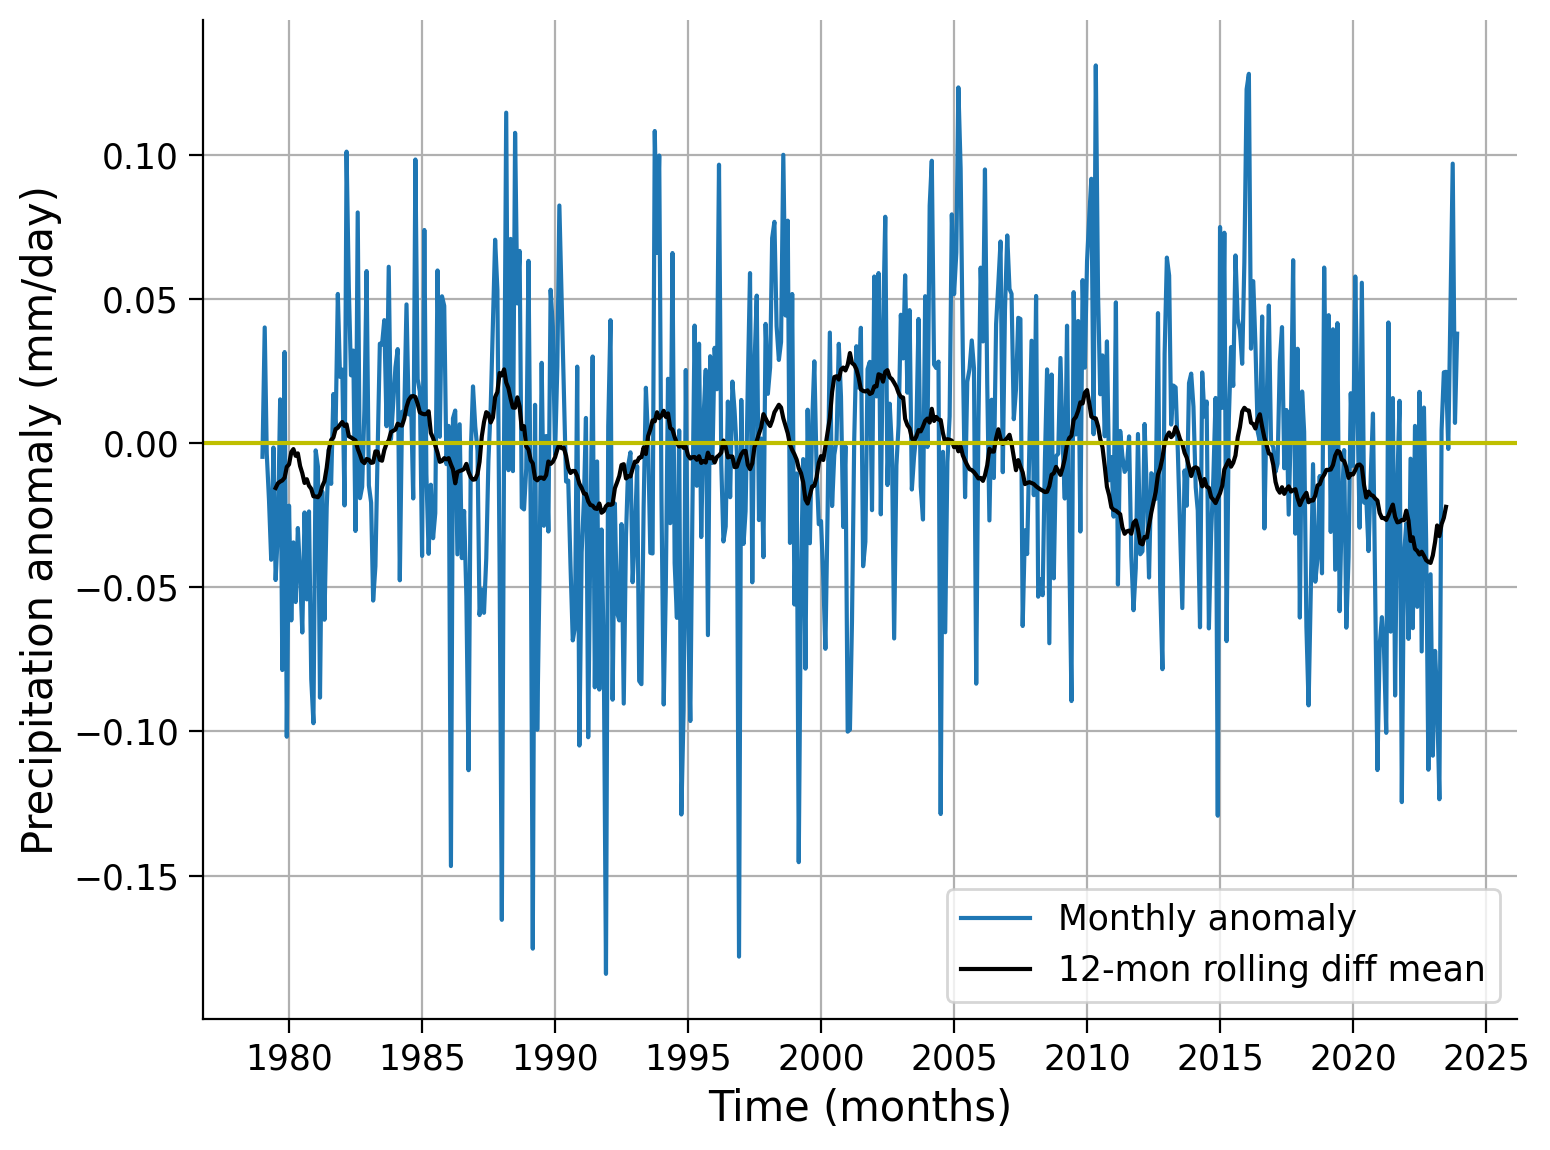 Precipitation anomaly (mm/day)
0.10
0.05
0.00
−0.05
−0.10
−0.15
Monthly anomaly
12-mon rolling diff mean
1980 1985 1990 1995 2000 2005 2010 2015 2020 2025
Time (months)